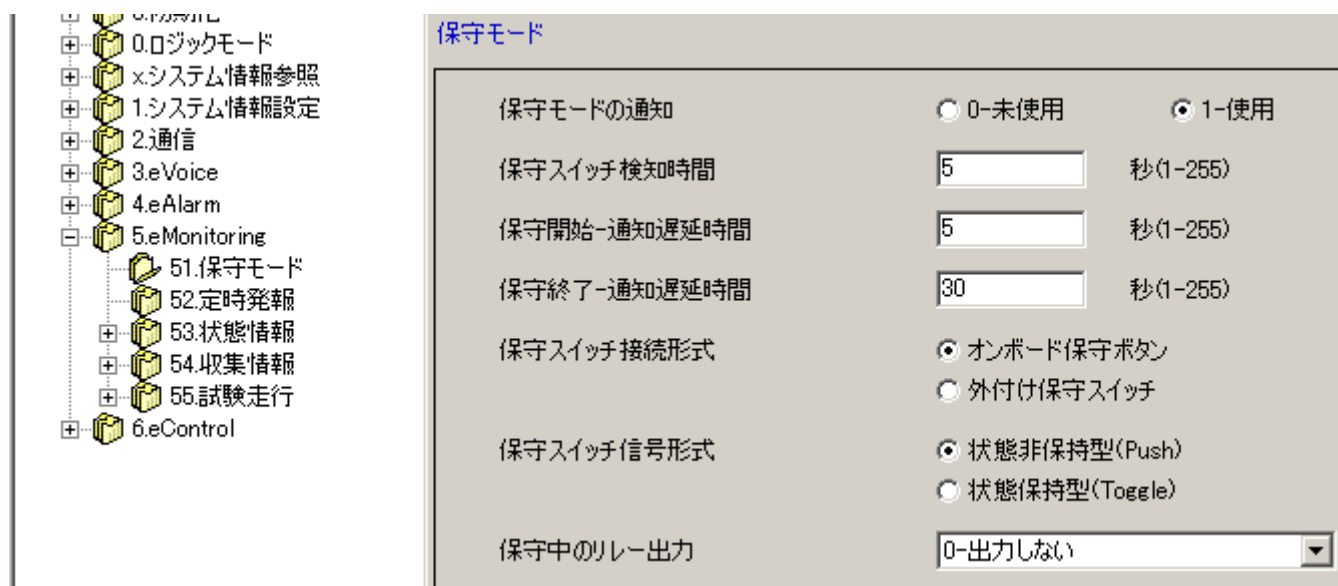 0.ロジックモード
x.システム情報参照
1.システム情報設定
2.通信
3.eVoice
4.eAlarm
5.eMonitoring
51.保守モード
52.定時発報
53.状態情報
54.収集情報
55.試験走行
6.eControl
保守モード
保守モードの通知 0-未使用 1-使用
保守スイッチ検知時間 5 秒(1-255)
保守開始-通知遅延時間 5 秒(1-255)
保守終了-通知遅延時間 30 秒(1-255)
保守スイッチ接続形式 オンボード保守ボタン
外付け保守スイッチ
保守スイッチ信号形式 状態非保持型(Push)
状態保持型(Toggle)
保守中のリレー出力 0-出力しない